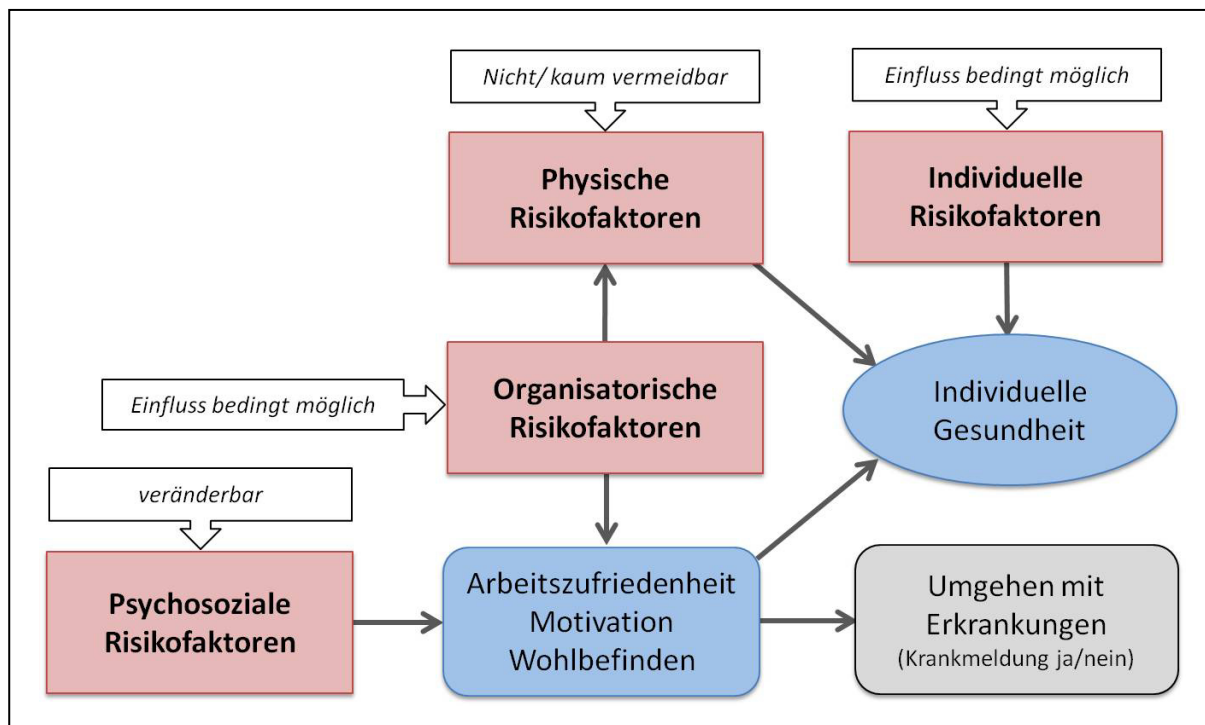 Nicht/ kaum vermeidbar
Einfluss bedingt möglich
Physische
Risikofaktoren
Individuelle
Risikofaktoren
Einfluss bedingt möglich
Organisatorische
Risikofaktoren
Individuelle
Gesundheit
veränderbar
Psychosoziale
Risikofaktoren
Arbeitszufriedenheit
Motivation
Wohlbefinden
Umgehen mit
Erkrankungen
(Krankmeldung ja/nein)